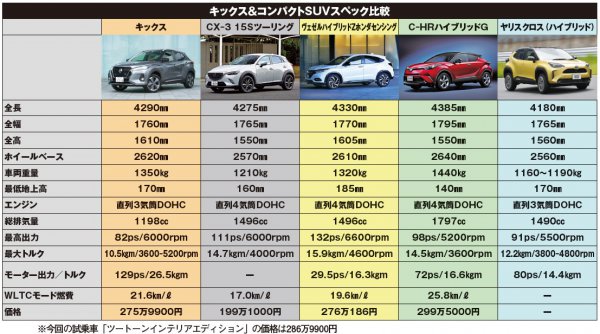 キックス&コンパクトSUVスペック比較
キックス CX-3 15Sツーリング ヴェゼルハイブリッドZホンダセンシング C-HRハイブリッドG ヤリスクロス(ハイブリッド)
全長 4290㎜ 4275㎜ 4330㎜ 4385㎜ 4180㎜
全幅 1760㎜ 1765㎜ 1770㎜ 1795㎜ 1765㎜
全高 1610㎜ 1550㎜ 1605㎜ 1550㎜ 1560㎜
ホイールベース 2620㎜ 2570㎜ 2610㎜ 2640㎜ 2560㎜
車両重量 1350㎏ 1210㎏ 1320㎏ 1440㎏ 1160〜1190㎏
最低地上高 170㎜ 160㎜ 185㎜ 140㎜ 170㎜
エンジン 直列3気筒DOHC 直列4気筒DOHC 直列4気筒DOHC 直列4気筒DOHC 直列3気筒DOHC
総排気量 1198㏄ 1496㏄ 1496㏄ 1797㏄ 1490㏄
最高出力 82ps/6000rpm 111ps/6000rpm 132ps/6600rpm 98ps/5200rpm 91ps/5500rpm
最大トルク 10.5kgm/3600-5200rpm 14.7kgm/4000rpm 15.9kgm/4600rpm 14.5kgm/3600rpm 12.2kgm/3800-4800rpm
モーター出力/トルク 129ps/26.5kgm ― 29.5ps/16.3kgm 72ps/16.6kgm 80ps/14.4kgm
WLTCモード燃費 21.6㎞/ℓ 17.0㎞/ℓ 19.6㎞/ℓ 25.8㎞/ℓ ―
価格 275万9900円 199万1000円 276万186円 299万5000円 ―
※今回の試乗車「ツートーンインテリアエディション」の価格は286万9900円